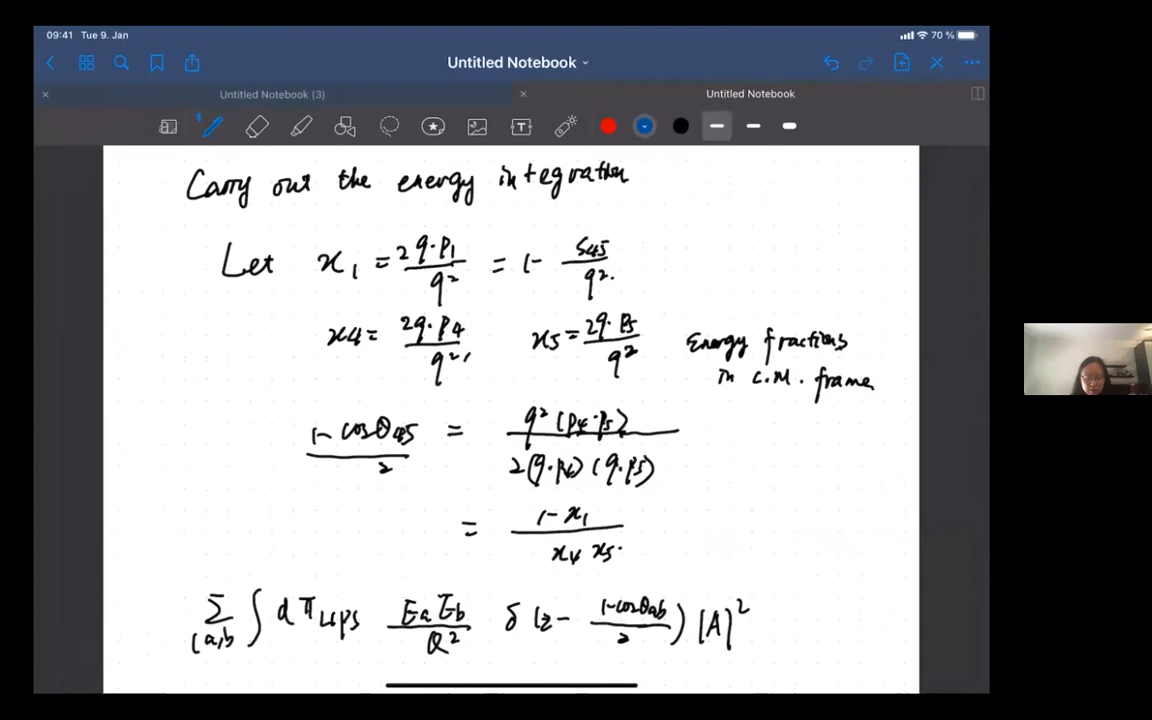 09:41 Tue 9. Jan
70 %
Untitled Notebook
Untitled Notebook (3)
Untitled Notebook
Carry out the energy integration
Let x₁ = 2q·p₁/q² = 1 - s₄₅/q².
x₄ = 2q·p₄/q², x₅ = 2q·p₅/q² Energy fractions
in C.M. frame
(1 - cosθ₄₅)/2 = q²(p₄·p₅)/2(q·p₄)(q·p₅)
= (1 - x₁)/x₄ x₅.
Σ(a,b ∫ dΠLIPS EaEb/Q² δ(z - (1-cosθab)/2) |A|²